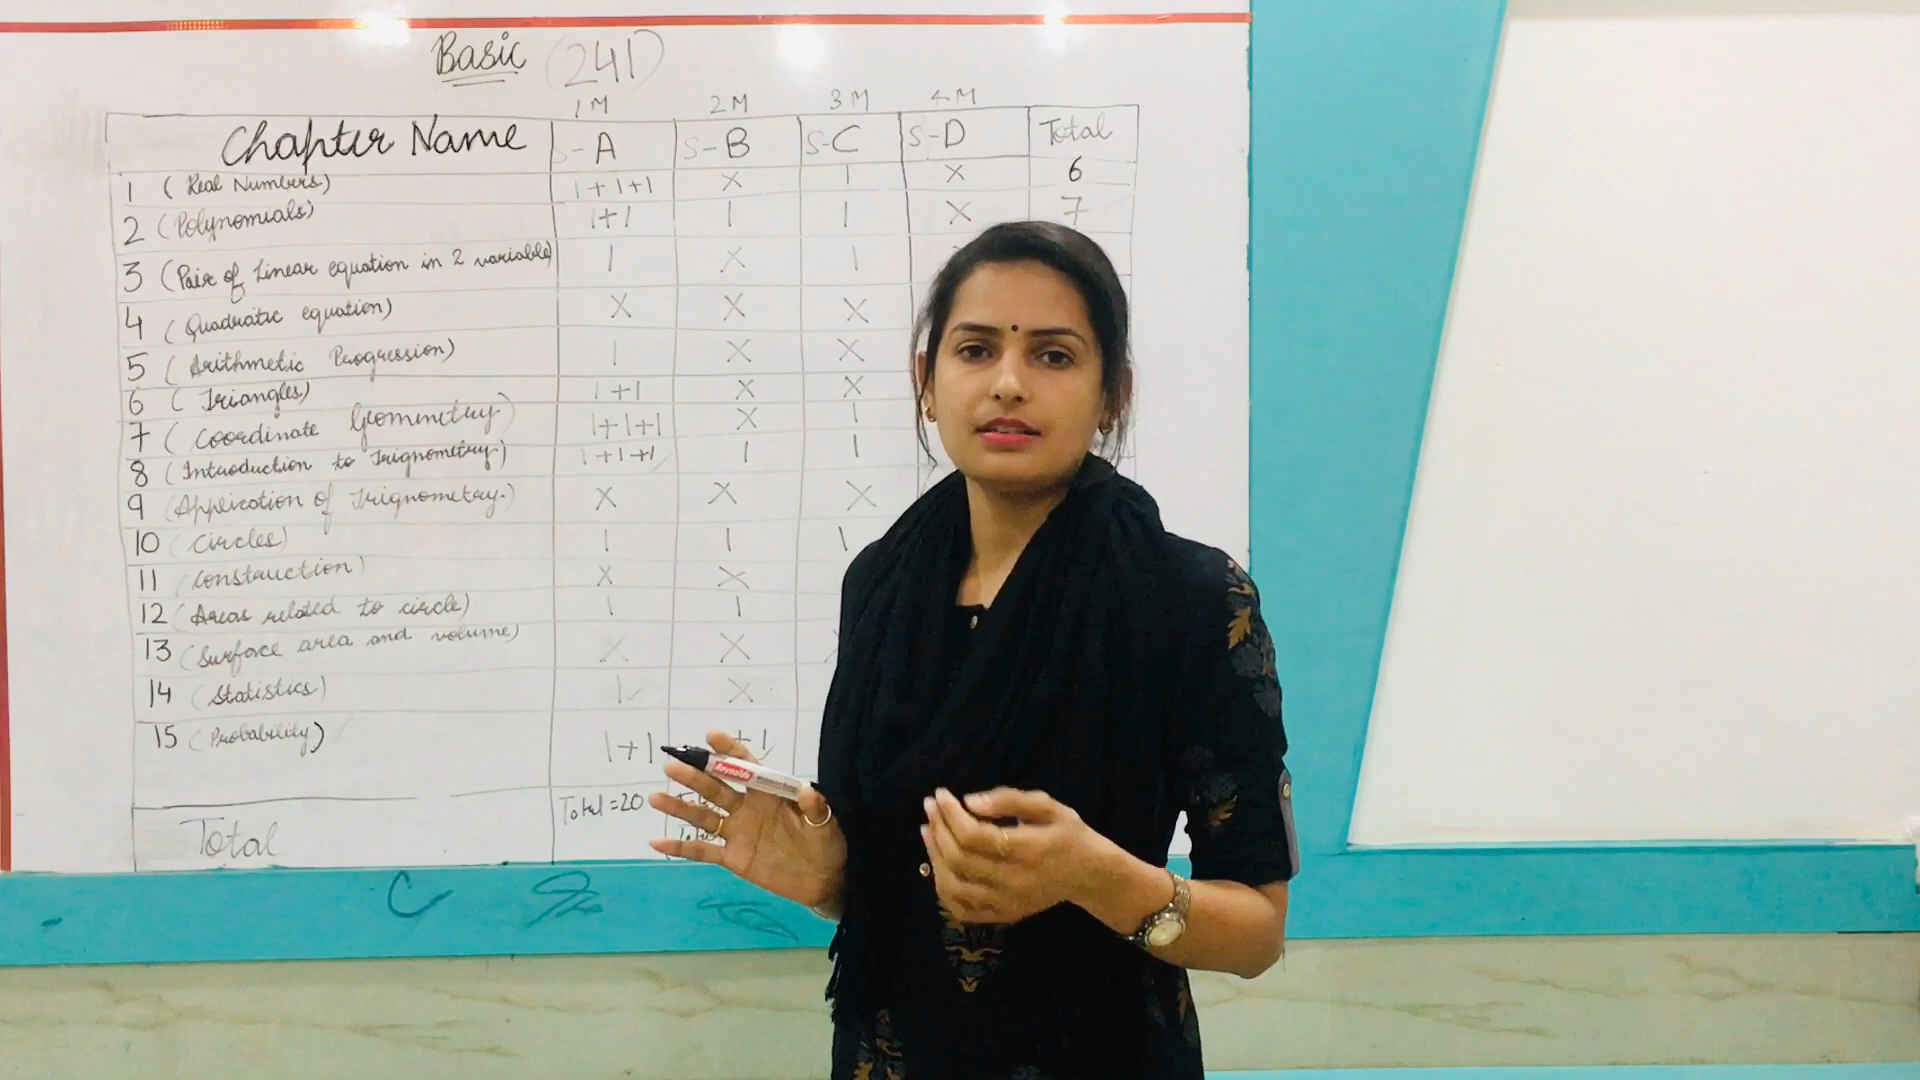 Basic (241)
1M 2M 3M 4M
Chapter Name S-A S-B S-C S-D Total
1 (Real Numbers) 1+1+1 X 1 X 6
2 (Polynomials) 1+1 1 1 X 7
3 (Pair of Linear equation in 2 variable) 1 X 1
4 (Quadratic equation) X X X
5 (Arithmetic Progression) 1 X X
6 (Triangles) 1+1 X X
7 (Coordinate Geommetry) 1+1+1 X 1
8 (Introduction to Trignometry) 1+1+1 1 1
9 (Application of Trignometry) X X X
10 (Circles) 1 1 1
11 (Construction) X X
12 (Areas related to circle) 1 1
13 (Surface area and volume) X X
14 (Statistics) 1 X
15 (Probability) 1+1 +1
Total Total=20
Reynolds